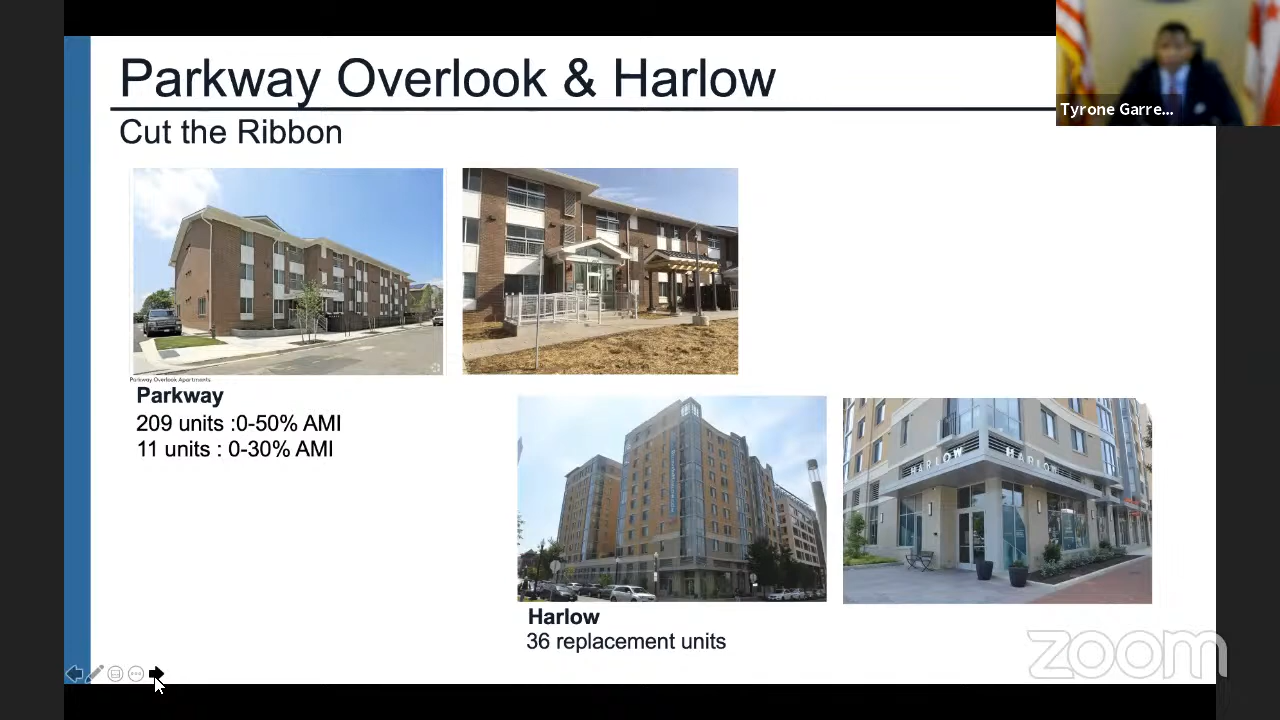 Parkway Overlook & Harlow
Cut the Ribbon
Tyrone Garre...
Parkway Overlook Apartments
Parkway
209 units :0-50% AMI
11 units : 0-30% AMI
HARLOW HARLOW
Harlow
36 replacement units
zoom